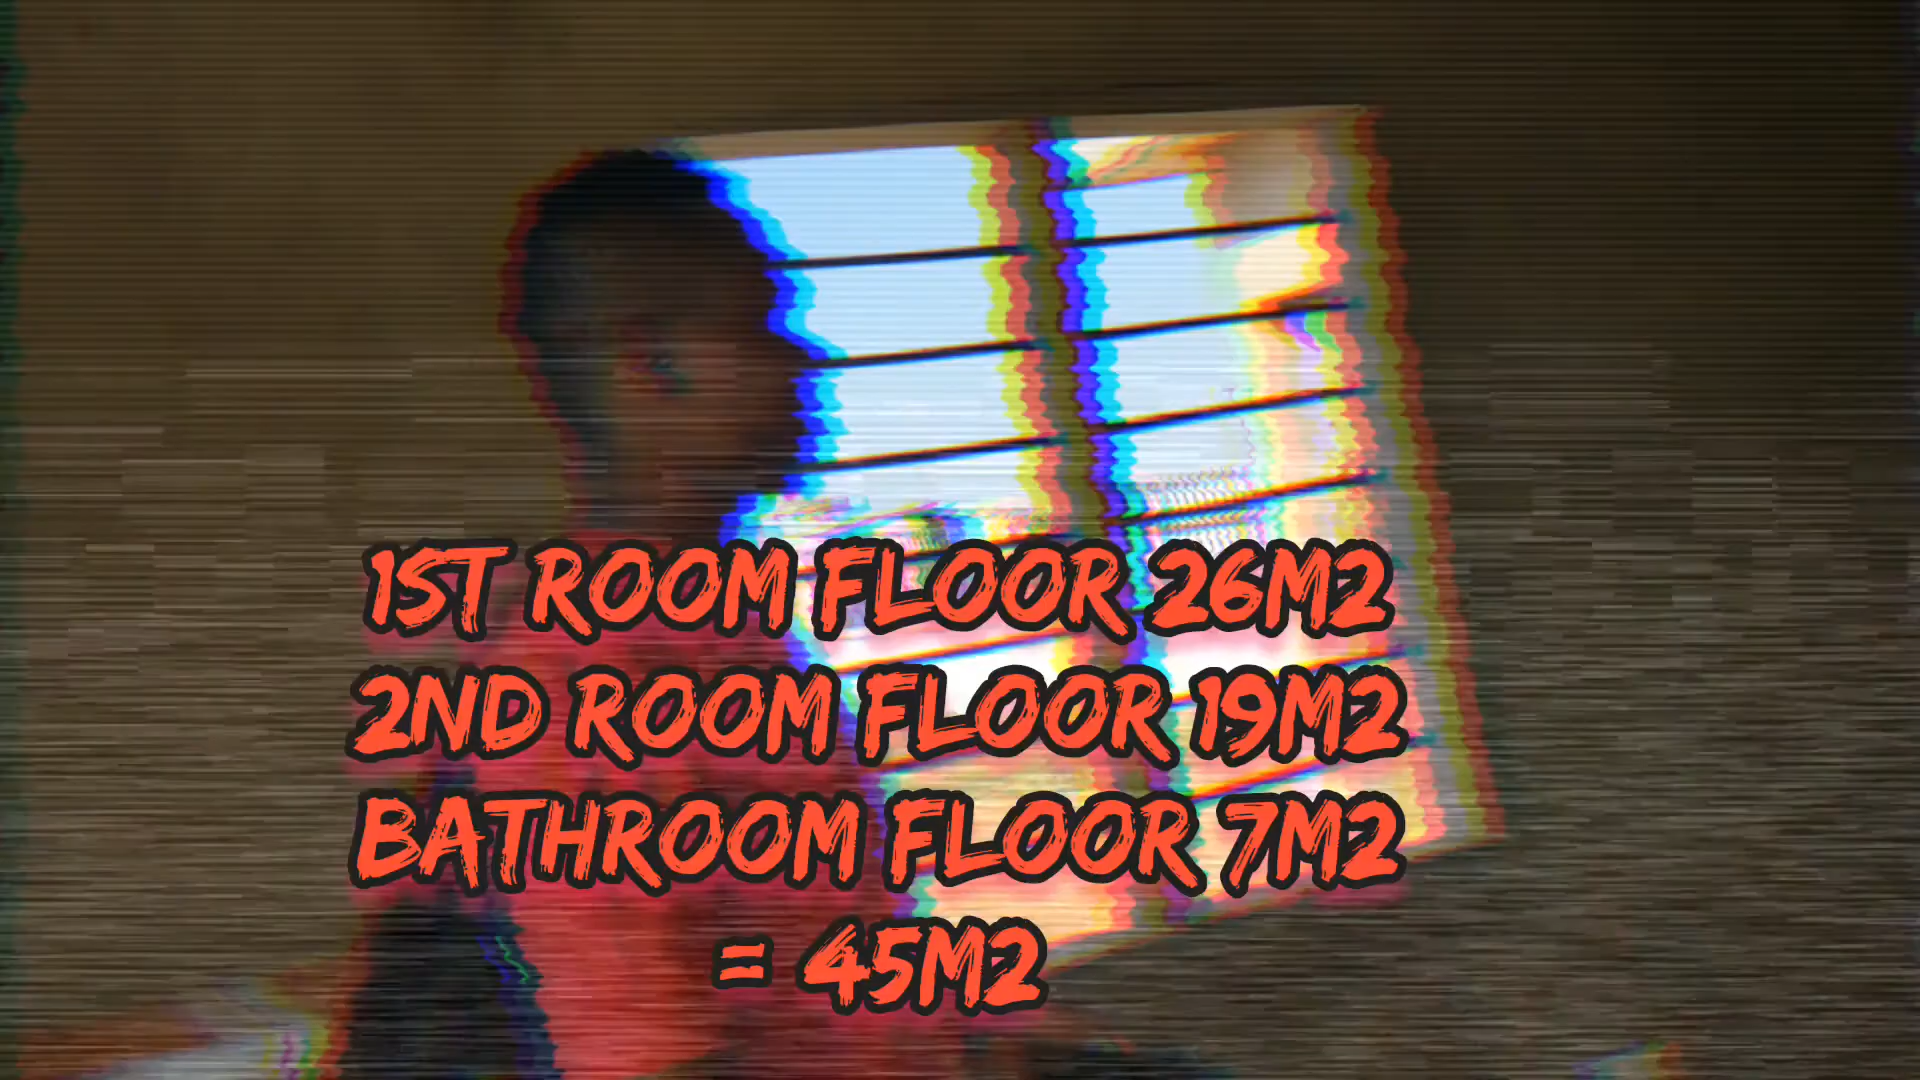 1ST ROOM FLOOR 26M2
2ND ROOM FLOOR 19M2
BATHROOM FLOOR 7M2
= 45M2